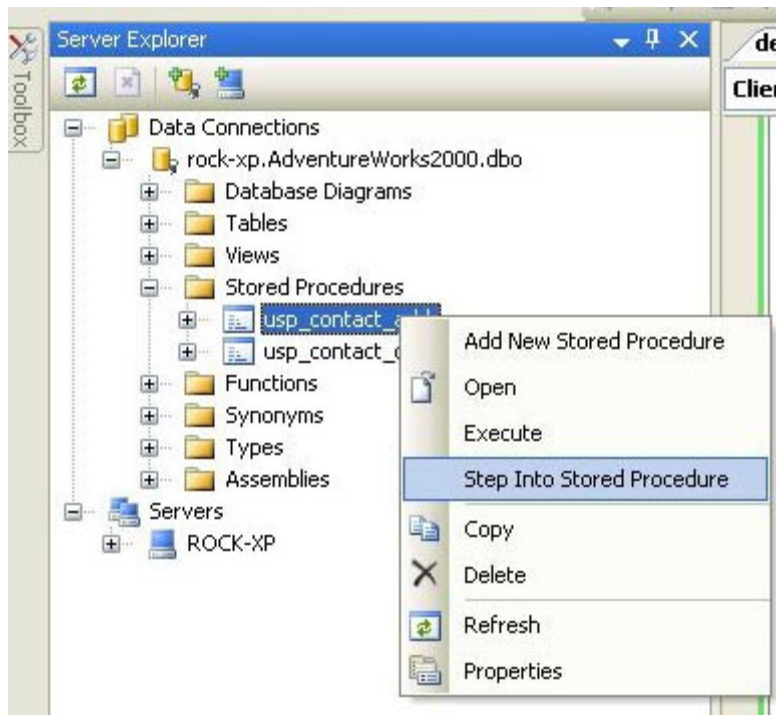 Server Explorer
Toolbox
Data Connections
rock-xp.AdventureWorks2000.dbo
Database Diagrams
Tables
Views
Stored Procedures
usp_contact_add
usp_contact_
Functions
Synonyms
Types
Assemblies
Servers
ROCK-XP
Add New Stored Procedure
Open
Execute
Step Into Stored Procedure
Copy
Delete
Refresh
Properties
de
Clier